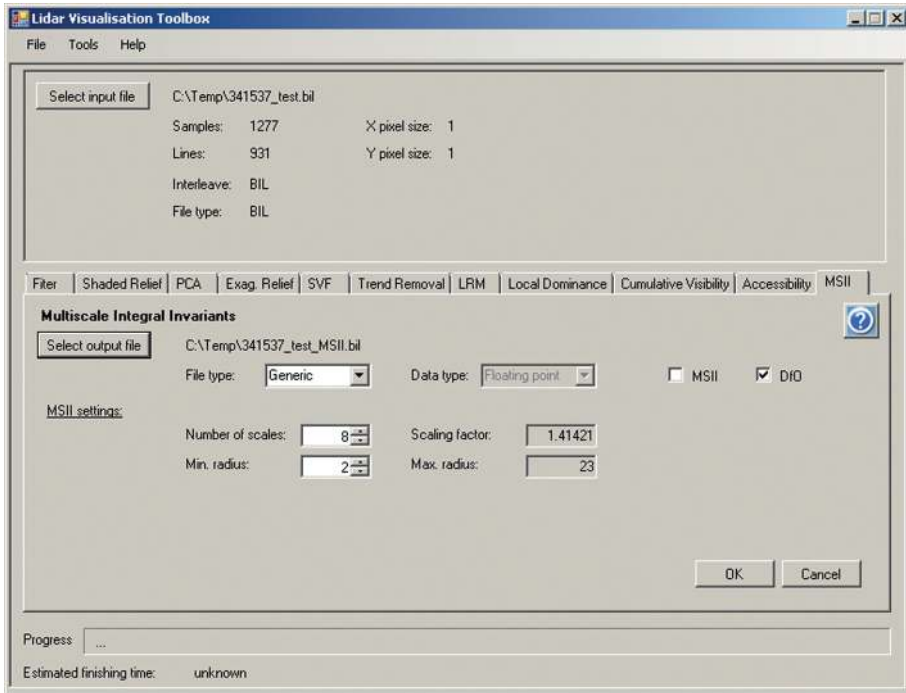 Lidar Visualisation Toolbox
File Tools Help
Select input file C:\Temp\341537_test.bil
Samples: 1277 X pixel size: 1
Lines: 931 Y pixel size: 1
Interleave: BIL
File type: BIL
Fiter Shaded Relief PCA Exag. Relief SVF Trend Removal LRM Local Dominance Cumulative Visibility Accessibility MSII
Multiscale Integral Invariants
?
Select output file C:\Temp\341537_test_MSII.bil
File type: Generic Data type: Floating point MSII DfO
MSII settings:
Number of scales: 8 Scaling factor: 1.41421
Min. radius: 2 Max. radius: 23
OK Cancel
Progress ...
Estimated finishing time: unknown